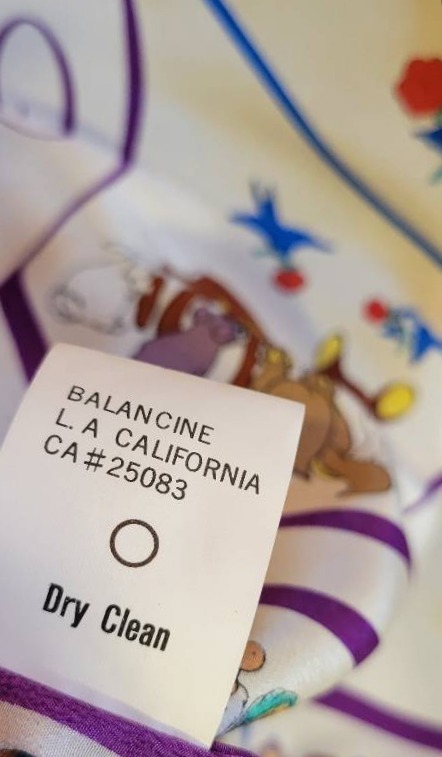 BALANCINE
L. A CALIFORNIA
CA#25083
Dry Clean